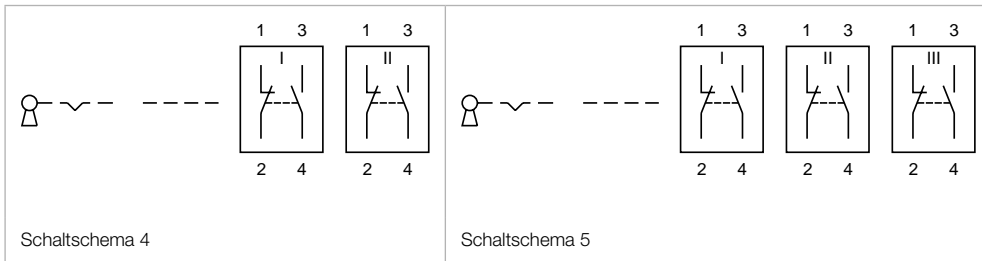 1 3 1 3 1 3 1 3 1 3
I II I II III
2 4 2 4 2 4 2 4 2 4
Schaltschema 4 Schaltschema 5